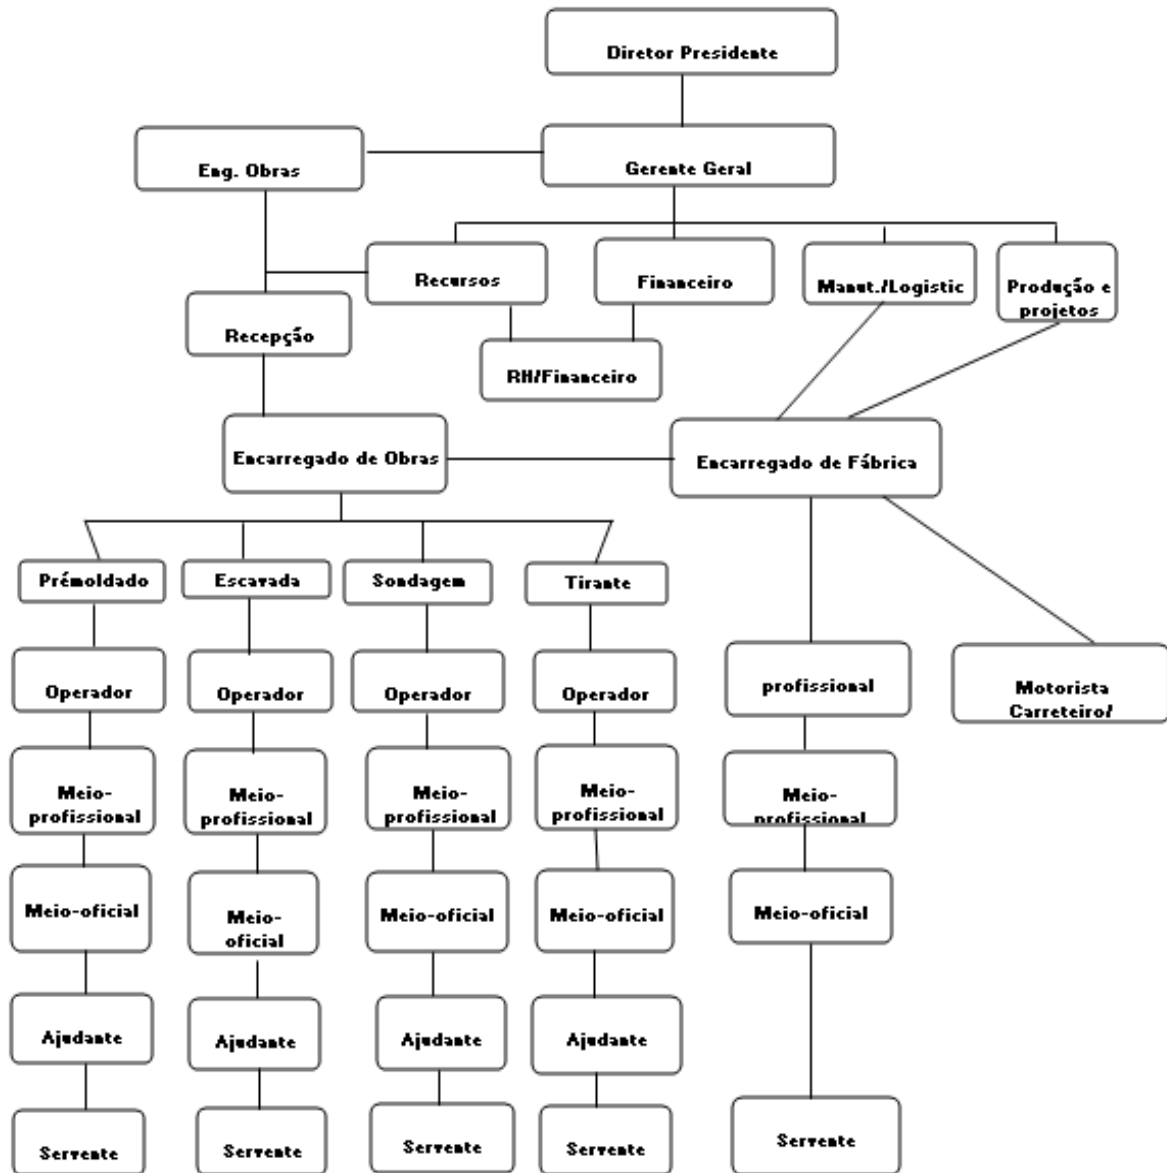 Diretor Presidente
Eng. Obras
Gerente Geral
Recursos
Financeiro
Manut./Logistic
Produção e
projetos
Recepção
RH/Financeiro
Encarregado de Obras
Encarregado de Fábrica
Prémoldado
Escavada
Sondagem
Tirante
Operador
Operador
Operador
Operador
profissional
Motorista
Carreteiro/
Meio-
profissional
Meio-
profissional
Meio-
profissional
Meio-
profissional
Meio-
profissional
Meio-oficial
Meio-
oficial
Meio-oficial
Meio-oficial
Meio-oficial
Ajudante
Ajudante
Ajudante
Ajudante
Servente
Servente
Servente
Servente
Servente